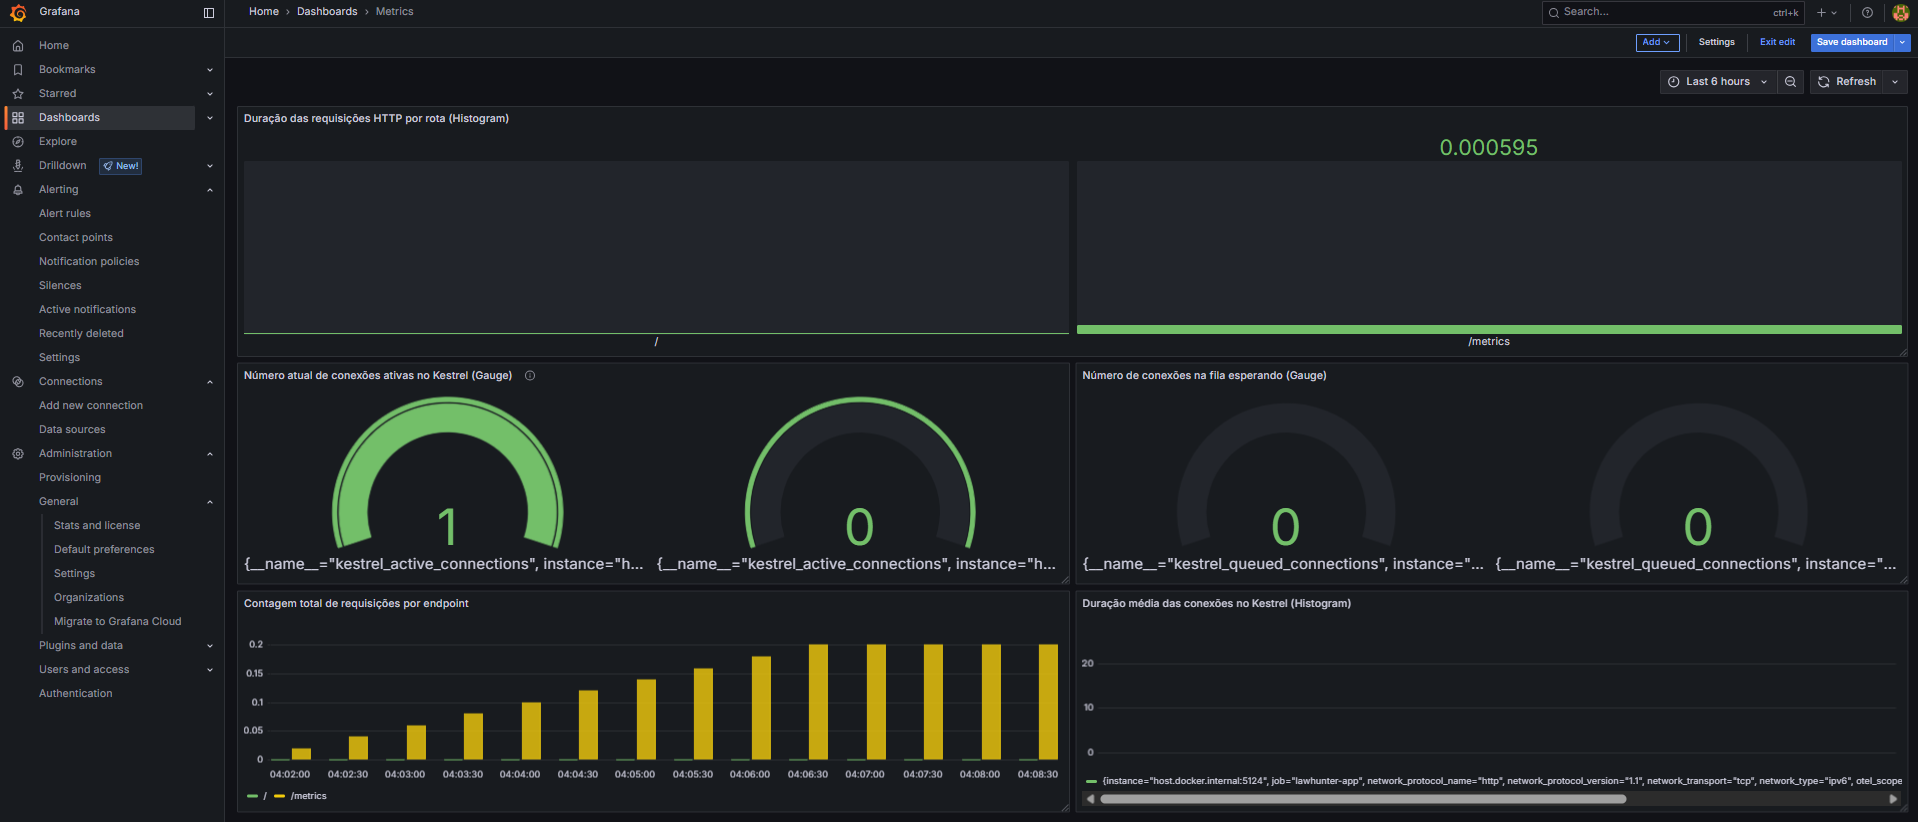 Grafana
Home › Dashboards › Metrics
Search...
ctrl+k
Add
Settings
Exit edit
Save dashboard
Home
Bookmarks
Starred
Dashboards
Explore
Drilldown
New!
Alerting
Alert rules
Contact points
Notification policies
Silences
Active notifications
Recently deleted
Settings
Connections
Add new connection
Data sources
Administration
Provisioning
General
Stats and license
Default preferences
Settings
Organizations
Migrate to Grafana Cloud
Plugins and data
Users and access
Authentication
Last 6 hours
Refresh
Duração das requisições HTTP por rota (Histogram)
0.000595
/
/metrics
Número atual de conexões ativas no Kestrel (Gauge)
1
{__name__="kestrel_active_connections", instance="h...
0
{__name__="kestrel_active_connections", instance="h...
Número de conexões na fila esperando (Gauge)
0
{__name__="kestrel_queued_connections", instance="...
0
{__name__="kestrel_queued_connections", instance="...
Contagem total de requisições por endpoint
0.2
0.15
0.1
0.05
0
04:02:00 04:02:30 04:03:00 04:03:30 04:04:00 04:04:30 04:05:00 04:05:30 04:06:00 04:06:30 04:07:00 04:07:30 04:08:00 04:08:30
/ /metrics
Duração média das conexões no Kestrel (Histogram)
20
10
0
{instance="host.docker.internal:5124", job="lawhunter-app", network_protocol_name="http", network_protocol_version="1.1", network_transport="tcp", network_type="ipv6", otel_scope